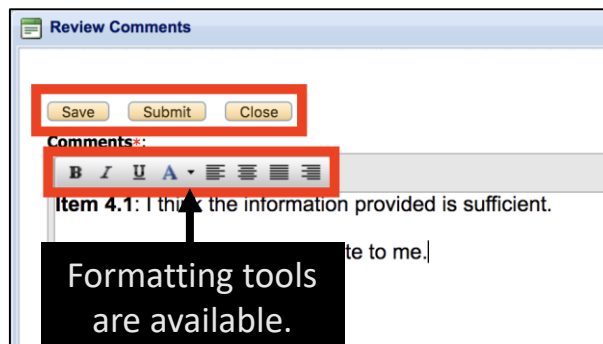 Review Comments
Save Submit Close
Comments*:
B I U A
Item 4.1: I think the information provided is sufficient.
te to me.
Formatting tools
are available.